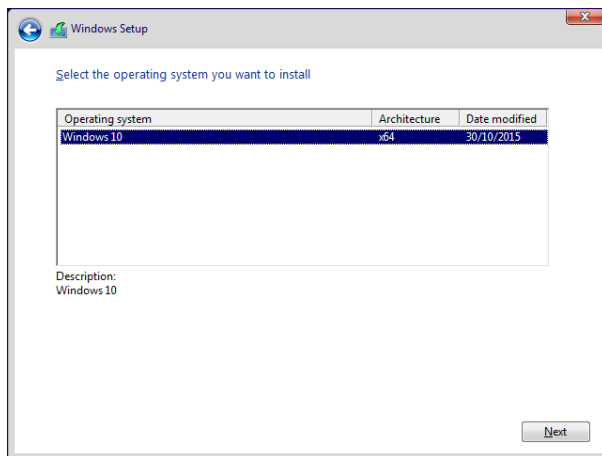 Windows Setup
Select the operating system you want to install
Operating system Architecture Date modified
Windows 10 x64 30/10/2015
Description:
Windows 10
Next